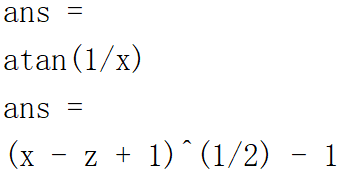 ans =
atan(1/x)
ans =
(x - z + 1)^(1/2) - 1